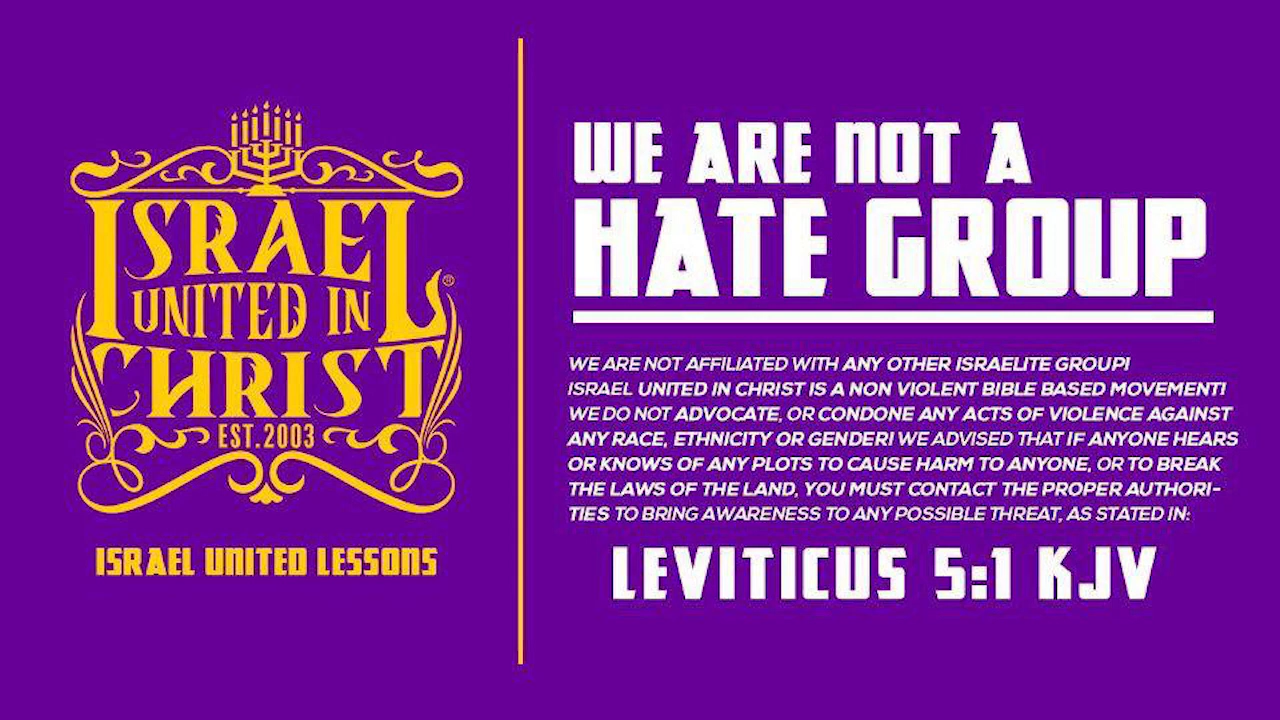 ISRAEL
UNITED IN
CHRIST
EST. 2003
ISRAEL UNITED LESSONS
WE ARE NOT A
HATE GROUP
WE ARE NOT AFFILIATED WITH ANY OTHER ISRAELITE GROUP!
ISRAEL UNITED IN CHRIST IS A NON VIOLENT BIBLE BASED MOVEMENT!
WE DO NOT ADVOCATE, OR CONDONE ANY ACTS OF VIOLENCE AGAINST
ANY RACE, ETHNICITY OR GENDER! WE ADVISED THAT IF ANYONE HEARS
OR KNOWS OF ANY PLOTS TO CAUSE HARM TO ANYONE, OR TO BREAK
THE LAWS OF THE LAND, YOU MUST CONTACT THE PROPER AUTHORI-
TIES TO BRING AWARENESS TO ANY POSSIBLE THREAT, AS STATED IN:
LEVITICUS 5:1 KJV